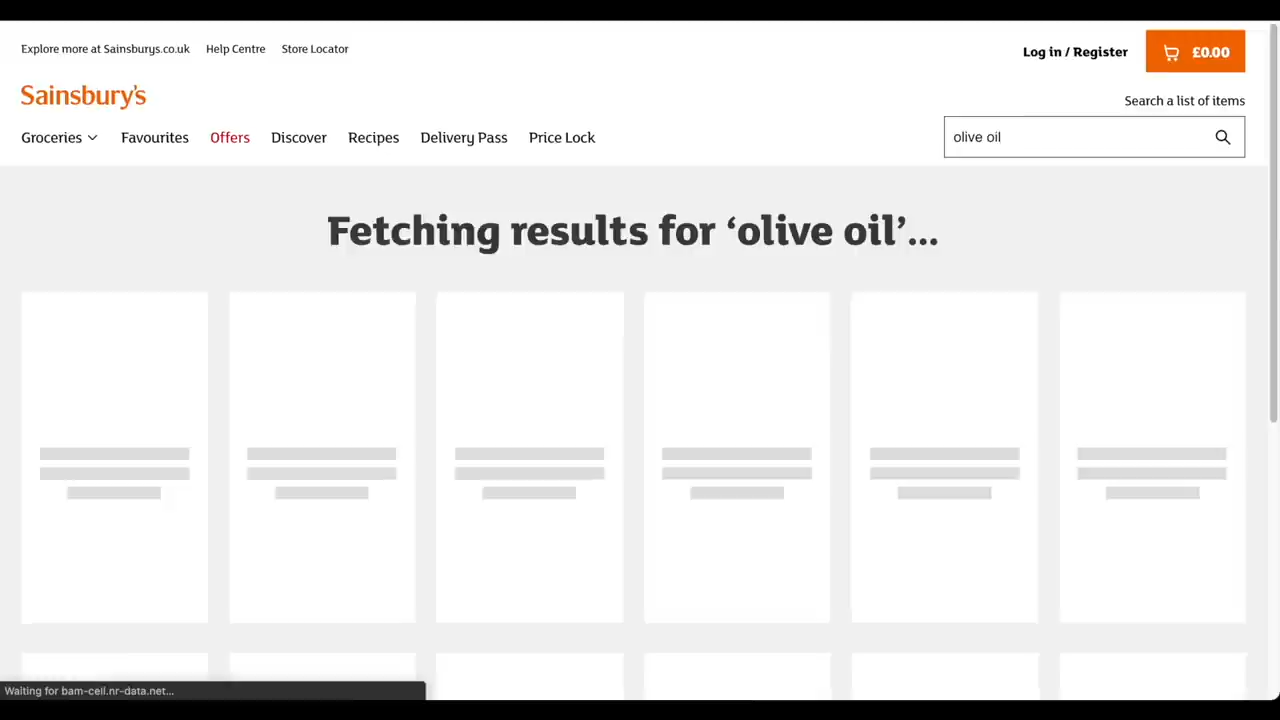 Explore more at Sainsburys.co.uk Help Centre Store Locator
Log in / Register £0.00
Sainsbury's
Search a list of items
Groceries Favourites Offers Discover Recipes Delivery Pass Price Lock
olive oil
Fetching results for ‘olive oil’...
Waiting for bam-cell.nr-data.net...